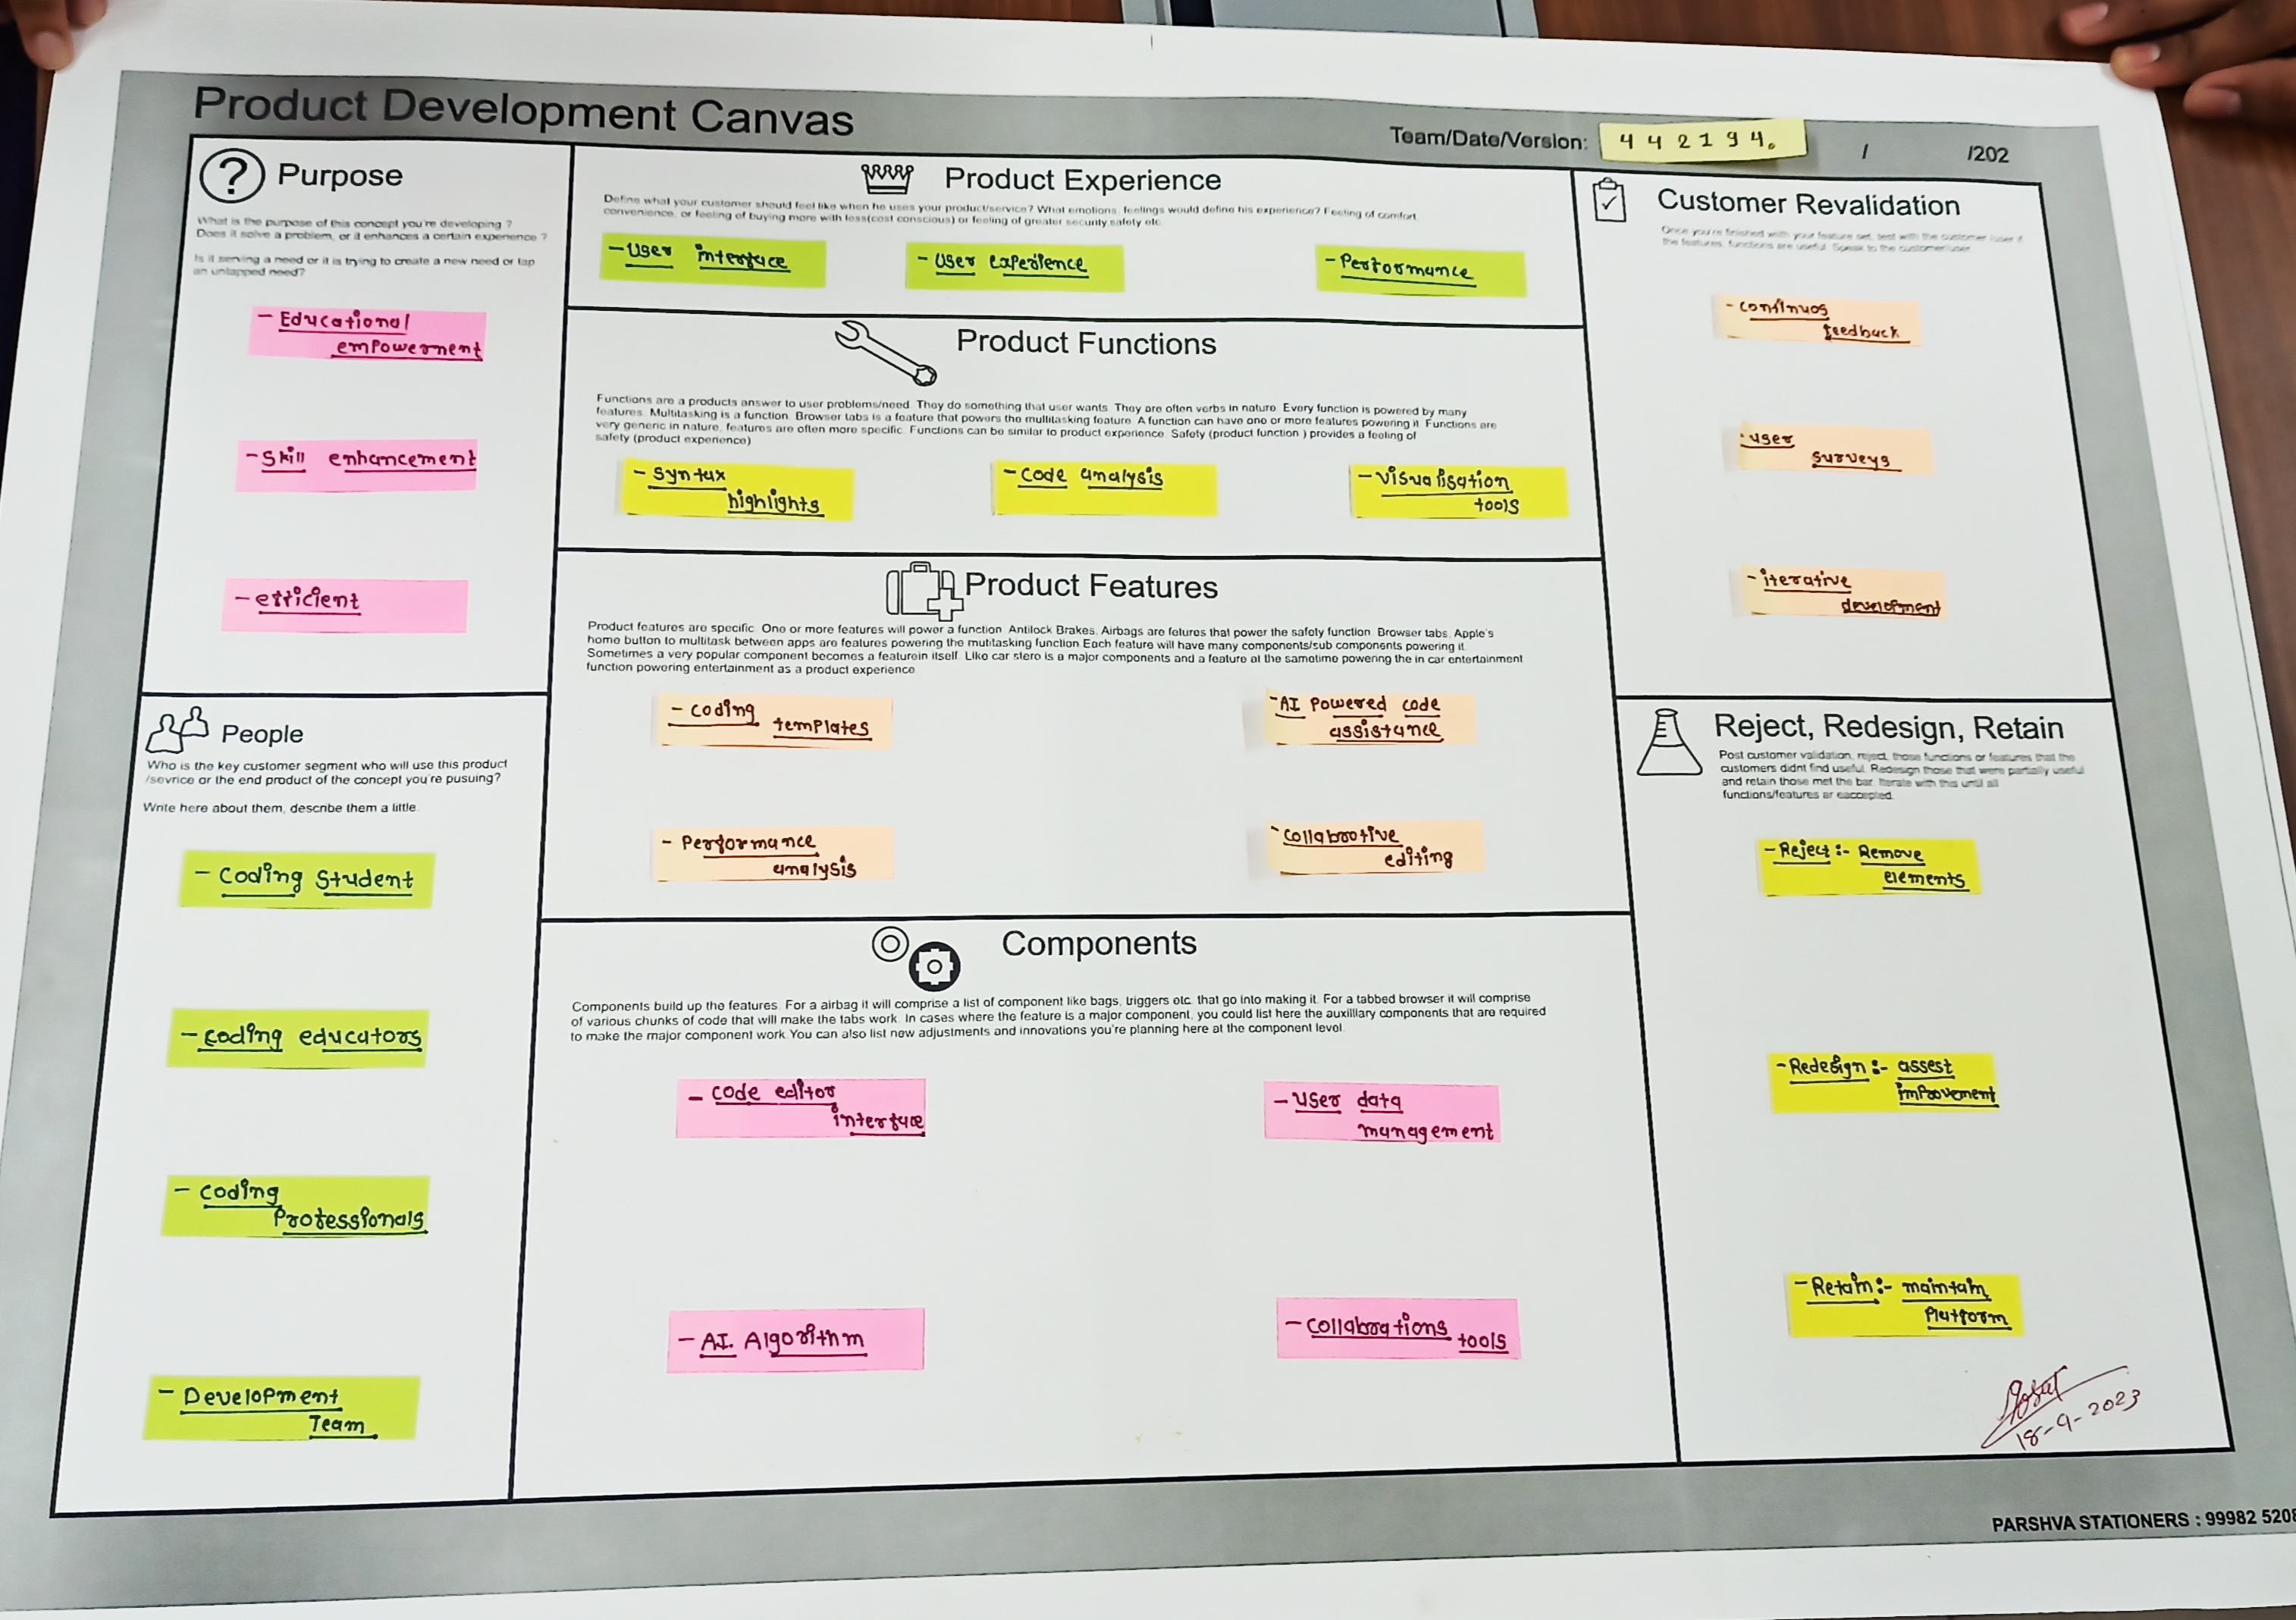 Product Development Canvas
Team/Date/Version: 4 4 2 1 9 4. / /202
Purpose
What is the purpose of this concept you're developing ?
Does it solve a problem, or it enhances a certain experience ?
Is it serving a need or it is trying to create a new need or tap
an untapped need?
- Educational
empowerment
- Skill enhancement
- efficient
People
Who is the key customer segment who will use this product
/sevrice or the end product of the concept you're pusuing?
Write here about them, describe them a little.
- Coding Student
- Coding educators
- Coding
Professionals
- Development
Team
Product Experience
Define what your customer should feel like when he uses your product/service? What emotions, feelings would define his experience? Feeling of comfort,
convenience, or feeling of buying more with less(cost conscious) or feeling of greater security,safety etc.
- User interface
- User experience
- Performance
Product Functions
Functions are a products answer to user problems/need. They do something that user wants. They are often verbs in nature. Every function is powered by many
features. Multitasking is a function. Browser tabs is a feature that powers the mullitasking feature. A function can have one or more features powering it. Functions are
very generic in nature, features are often more specific. Functions can be similar to product experience. Safety (product function ) provides a feeling of
safety (product experience)
- Syntax
highlights
- Code analysis
- Visualisation
tools
Product Features
Product features are specific. One or more features will power a function. Antilock Brakes, Airbags are fetures that power the safety function. Browser tabs, Apple's
home button to multitask between apps are features powering the mutitasking function.Each feature will have many components/sub components powering it.
Sometimes a very popular component becomes a featurein itself. Like car stero is a major components and a feature at the sametime powering the in car entertainment
function powering entertainment as a product experience.
- Coding
templates
- AI Powered code
assistance
- Performance
analysis
- Collabrotive
editing
Components
Components build up the features. For a airbag it will comprise a list of component like bags, triggers etc. that go into making it. For a tabbed browser it will comprise
of various chunks of code that will make the tabs work. In cases where the feature is a major component, you could list here the auxilliary components that are required
to make the major component work.You can also list new adjustments and innovations you're planning here at the component level.
- Code editor
interface
- User data
management
- AI. Algorithm
- Collabrations tools
Customer Revalidation
Once you're finished with your feature set, test with the customer /user if
the features, functions are useful. Speak to the customer/user.
- Continuos
feedback
- User
surveys
- iterative
development
Reject, Redesign, Retain
Post customer validation, reject, those functions or features that the
customers didnt find useful. Redesign those that were partially useful
and retain those met the bar. Iterate with this until all
functions/features ar eaccepted.
- Reject :- Remove
elements
- Redesign :- assest
improvement
- Retain :- maintain
Platform
18-9-2023
PARSHVA STATIONERS : 99982 5208